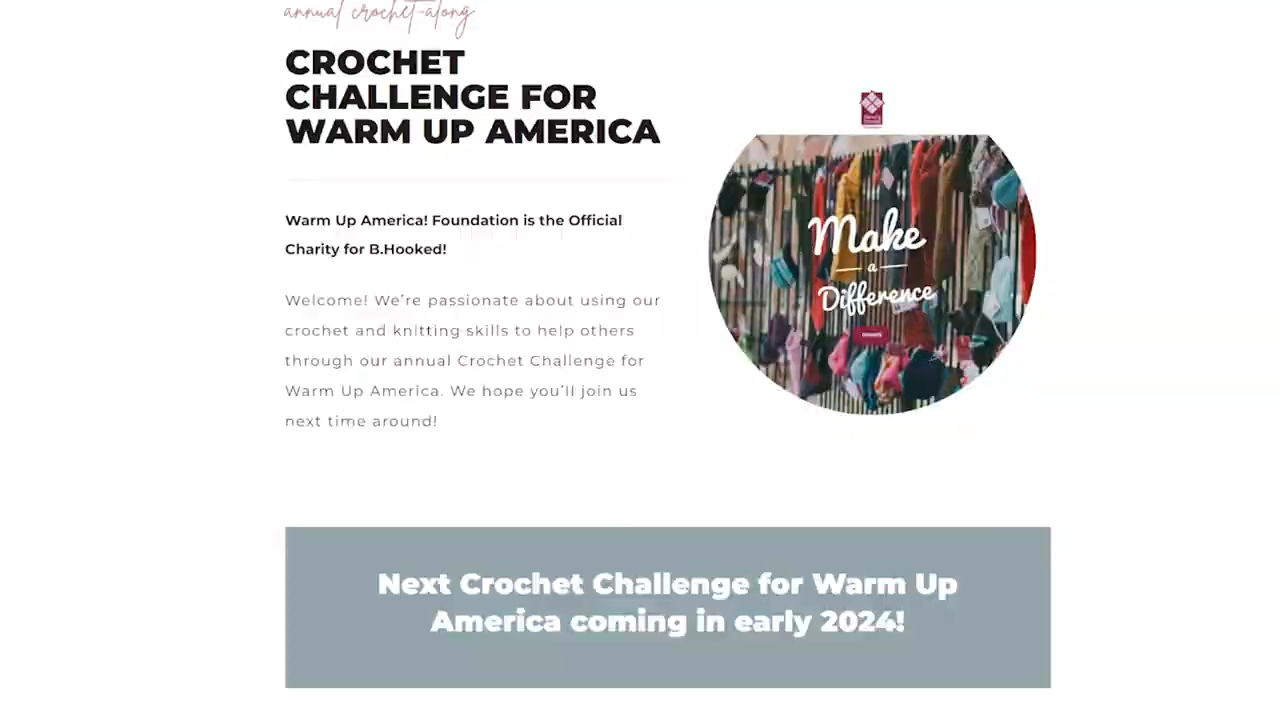 annual crochet-along
CROCHET
CHALLENGE FOR
WARM UP AMERICA
Warm Up America! Foundation is the Official
Charity for B.Hooked!
Welcome! We’re passionate about using our
crochet and knitting skills to help others
through our annual Crochet Challenge for
Warm Up America. We hope you’ll join us
next time around!
Make
a
Difference
Next Crochet Challenge for Warm Up
America coming in early 2024!